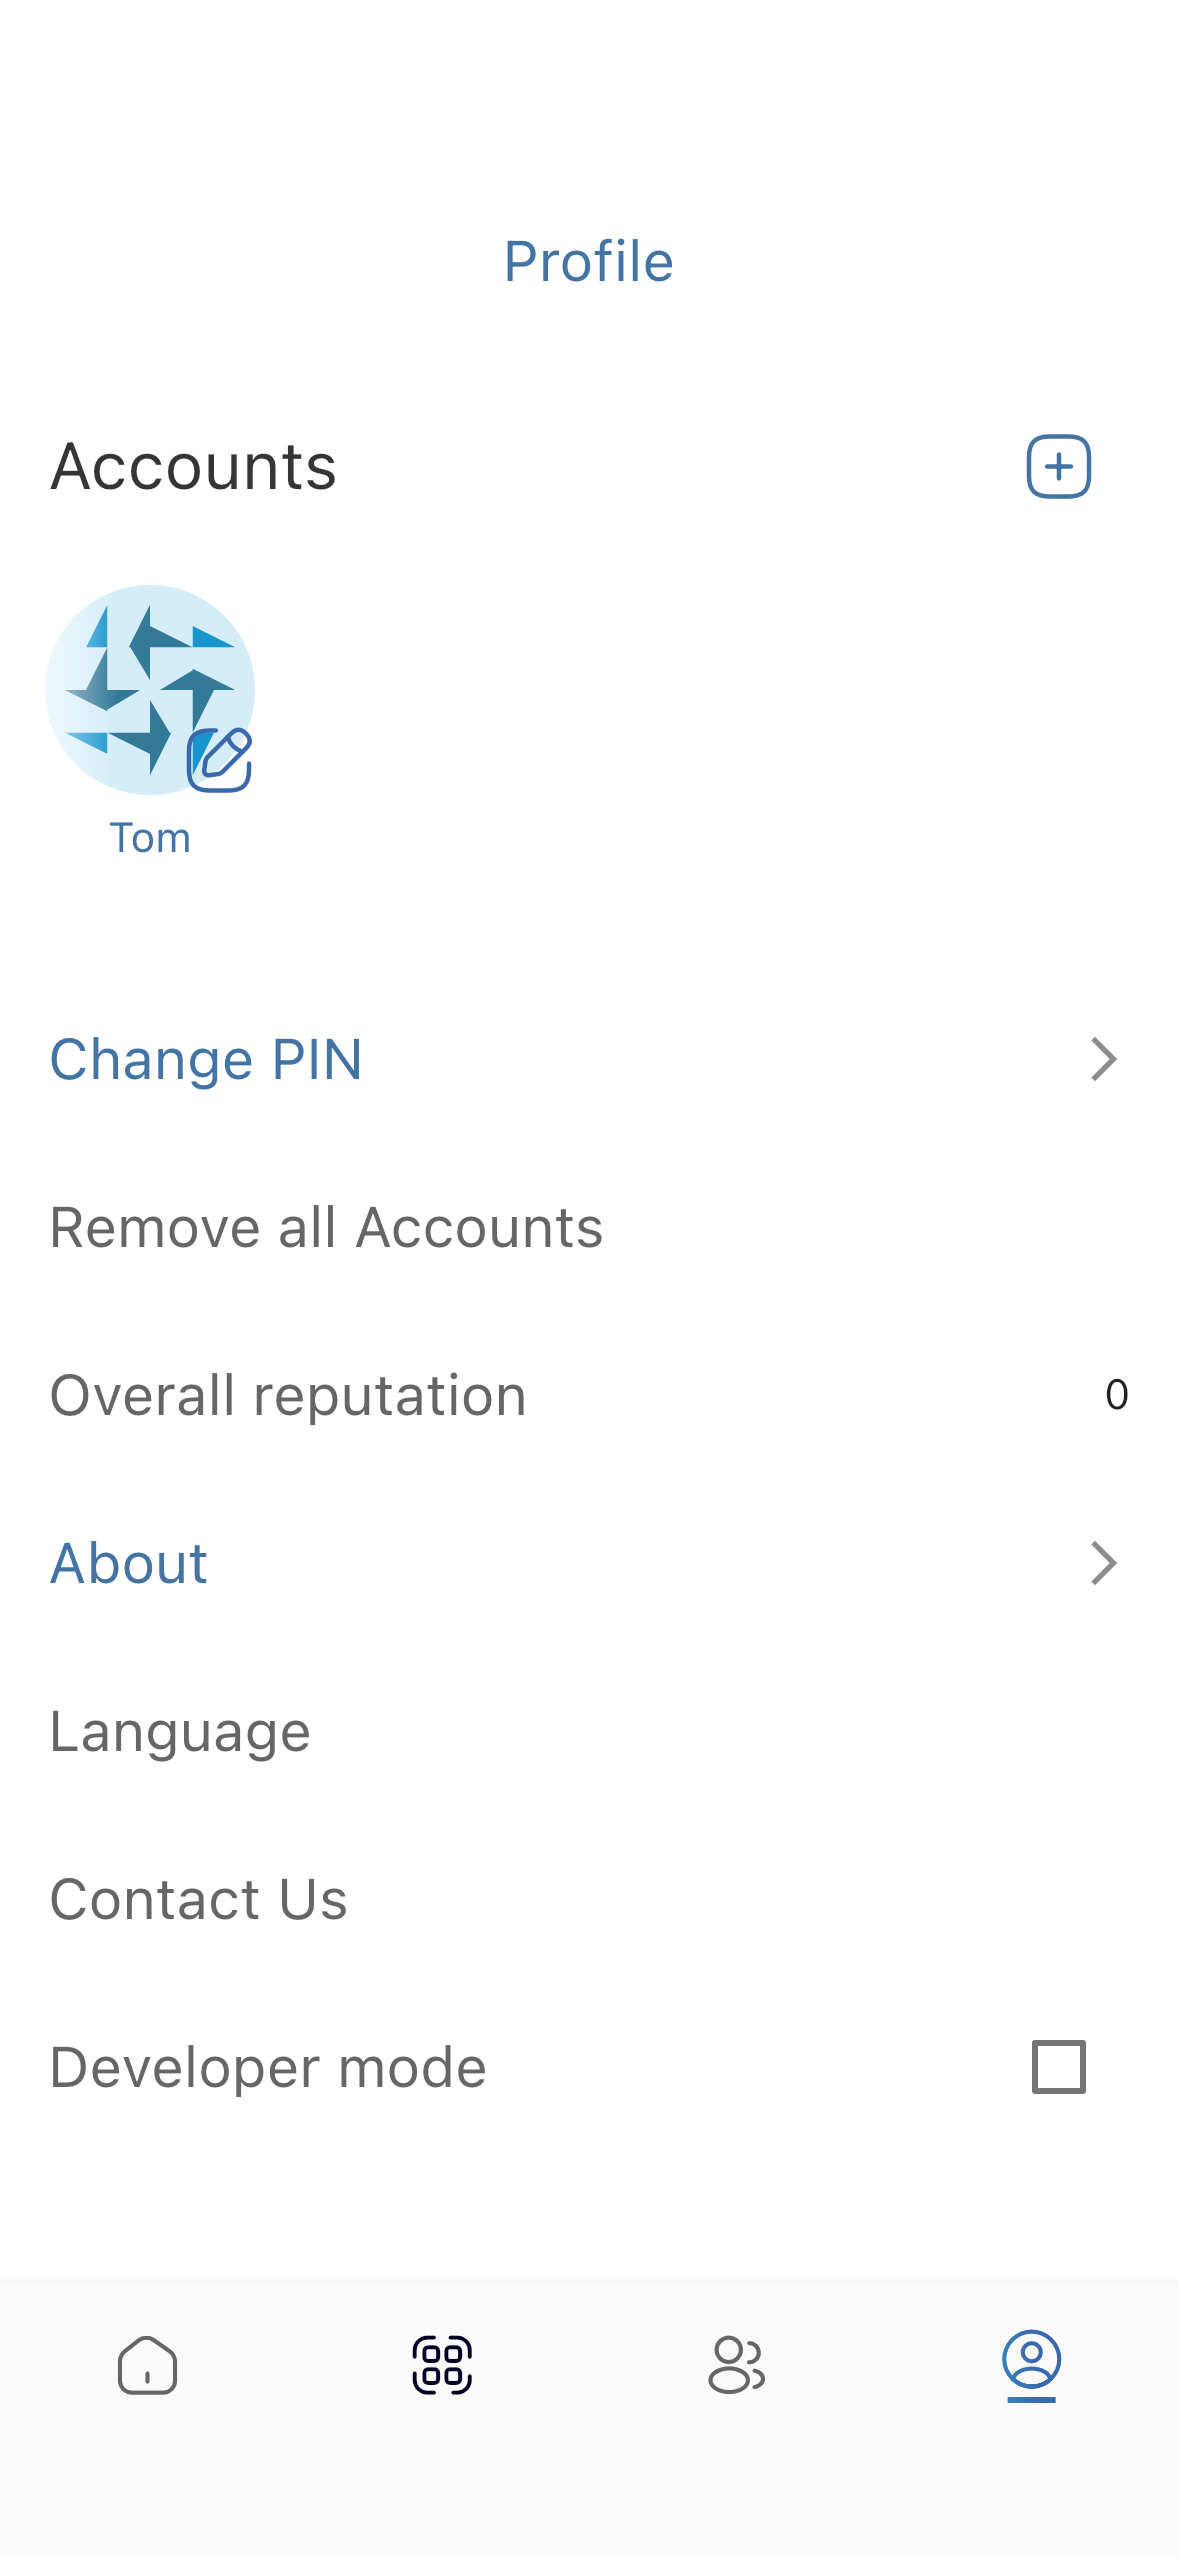 Profile
Accounts
Tom
Change PIN
Remove all Accounts
Overall reputation 0
About
Language
Contact Us
Developer mode